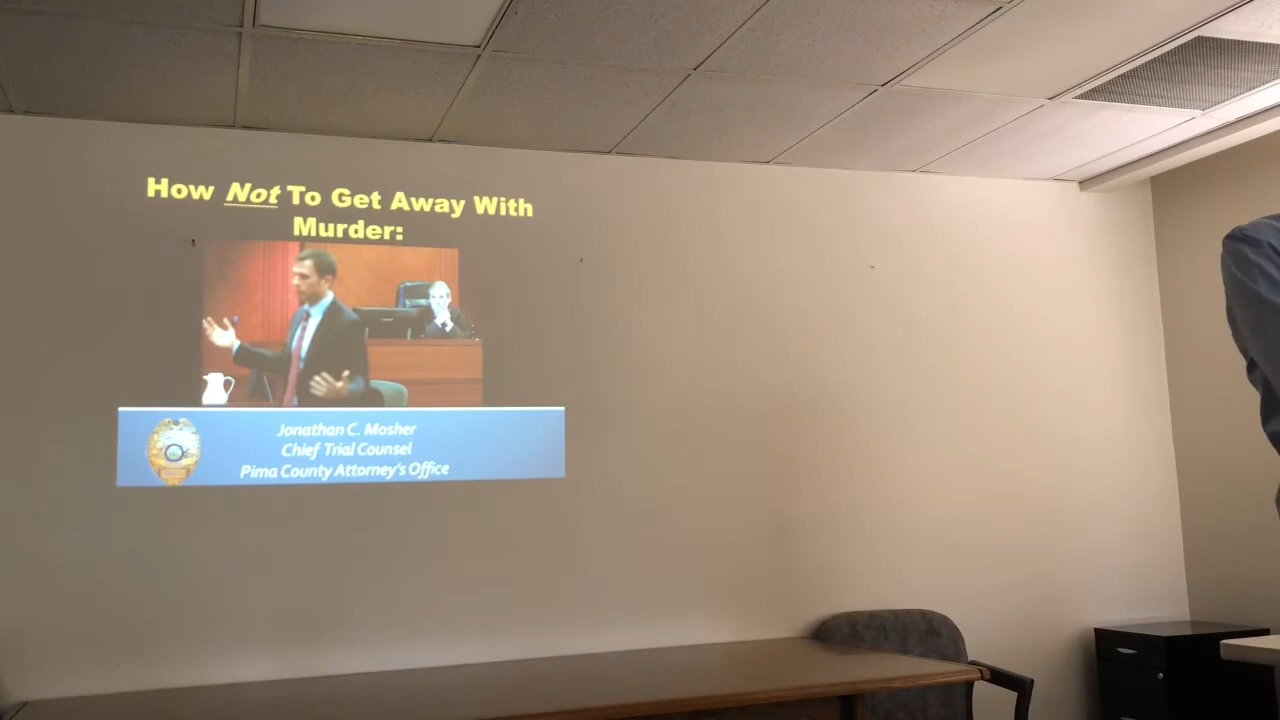 How Not To Get Away With
Murder:
Jonathan C. Mosher
Chief Trial Counsel
Pima County Attorney's Office